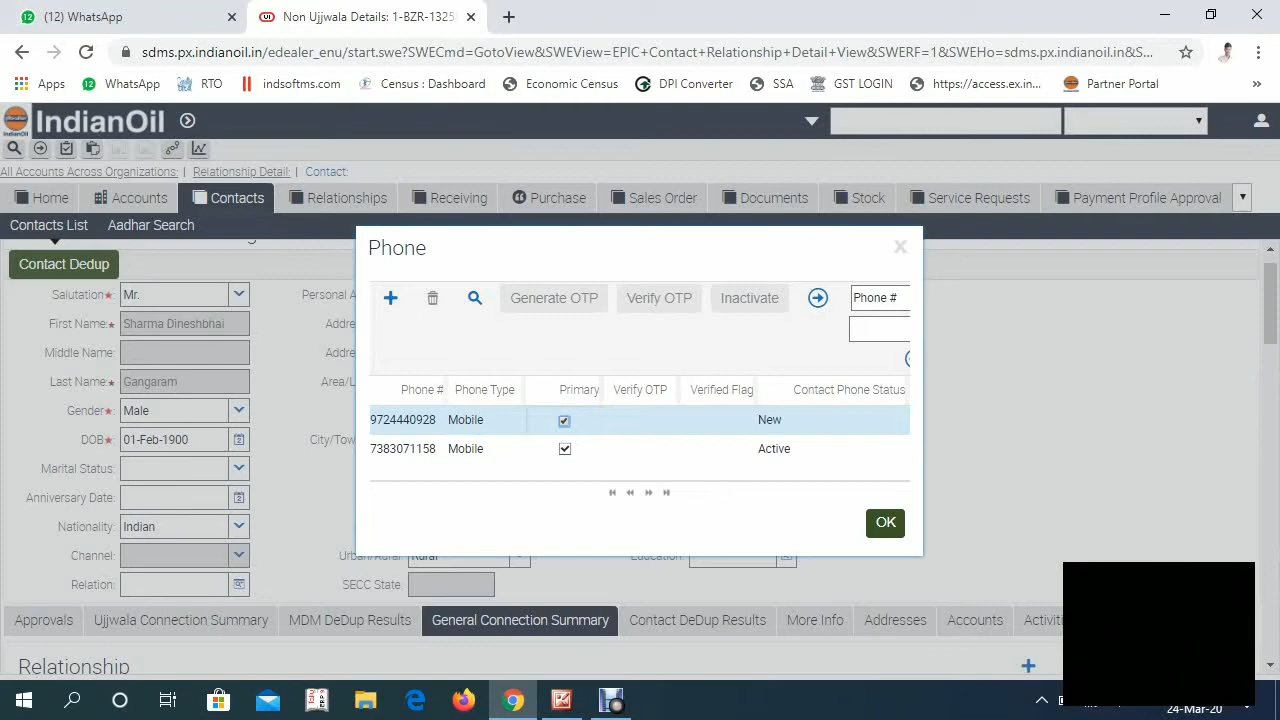 (12) WhatsApp
Non Ujjwala Details: 1-BZR-1325
sdms.px.indianoil.in/edealer_enu/start.swe?SWECmd=GotoView&SWEView=EPIC+Contact+Relationship+Detail+View&SWERF=1&SWEHo=sdms.px.indianoil.in&S...
Apps
12 WhatsApp
RTO
indsoftms.com
Census : Dashboard
Economic Census
DPI Converter
SSA
GST LOGIN
https://access.ex.in...
Partner Portal
IndianOil
All Accounts Across Organizations: | Relationship Detail: | Contact:
Home
Accounts
Contacts
Relationships
Receiving
Purchase
Sales Order
Documents
Stock
Service Requests
Payment Profile Approval
Contacts List
Aadhar Search
Contact Dedup
Salutation★: Mr.
Personal A
First Name:★ Sharma Dineshbhai
Addre
Middle Name:
Addre
Last Name★: Gangaram
Area/L
Gender★: Male
DOB★: 01-Feb-1900
City/Tow
Marital Status:
Anniversary Date:
Nationality: Indian
Channel:
Urban/Rural: Rural
Education:
Relation:
SECC State:
Phone
x
Generate OTP
Verify OTP
Inactivate
Phone #
Phone #
Phone Type
Primary
Verify OTP
Verified Flag
Contact Phone Status
9724440928
Mobile
New
7383071158
Mobile
Active
OK
Approvals
Ujjwala Connection Summary
MDM DeDup Results
General Connection Summary
Contact DeDup Results
More Info
Addresses
Accounts
Activiti
Relationship
24-Mar-20